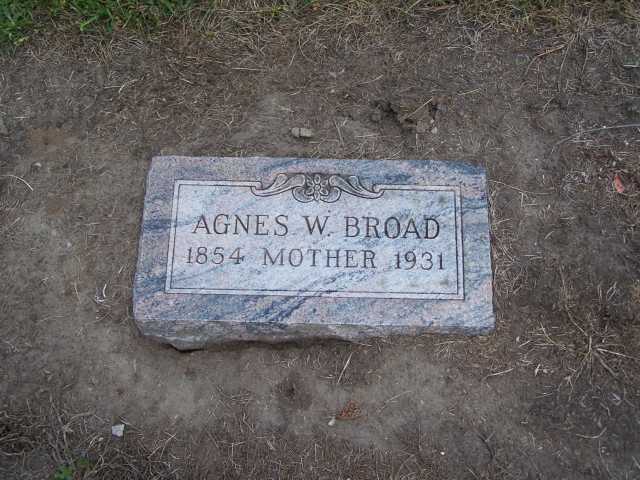 AGNES W. BROAD
1854 MOTHER 1931